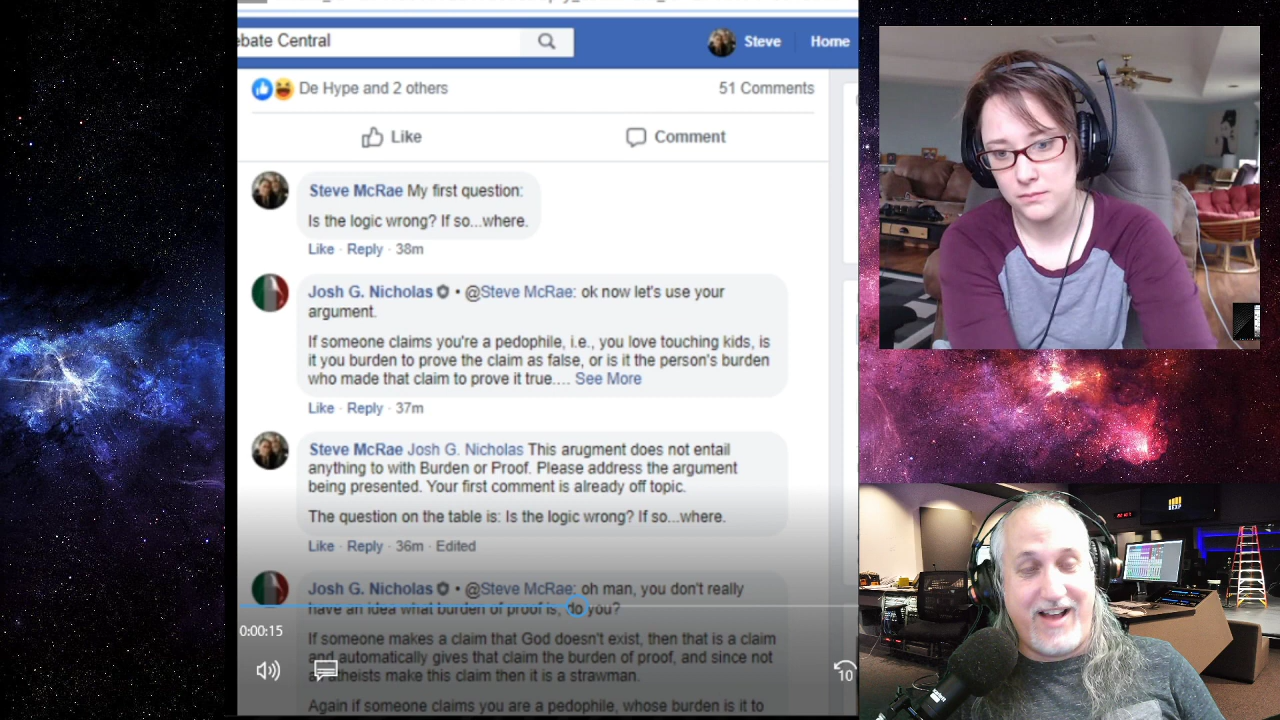 ebate Central
Steve
Home
De Hype and 2 others
51 Comments
Like
Comment
Steve McRae My first question:
Is the logic wrong? If so...where.
Like · Reply · 38m
Josh G. Nicholas • @Steve McRae: ok now let's use your
argument.
If someone claims you're a pedophile, i.e., you love touching kids, is
it you burden to prove the claim as false, or is it the person's burden
who made that claim to prove it true.... See More
Like · Reply · 37m
Steve McRae Josh G. Nicholas This arugment does not entail
anything to with Burden or Proof. Please address the argument
being presented. Your first comment is already off topic.
The question on the table is: Is the logic wrong? If so...where.
Like · Reply · 36m · Edited
Josh G. Nicholas • @Steve McRae: oh man, you don't really
have an idea what burden of proof is, do you?
0:00:15
If someone makes a claim that God doesn't exist, then that is a claim
and automatically gives that claim the burden of proof, and since not
atheists make this claim then it is a strawman.
10
Again if someone claims you are a pedophile, whose burden is it to